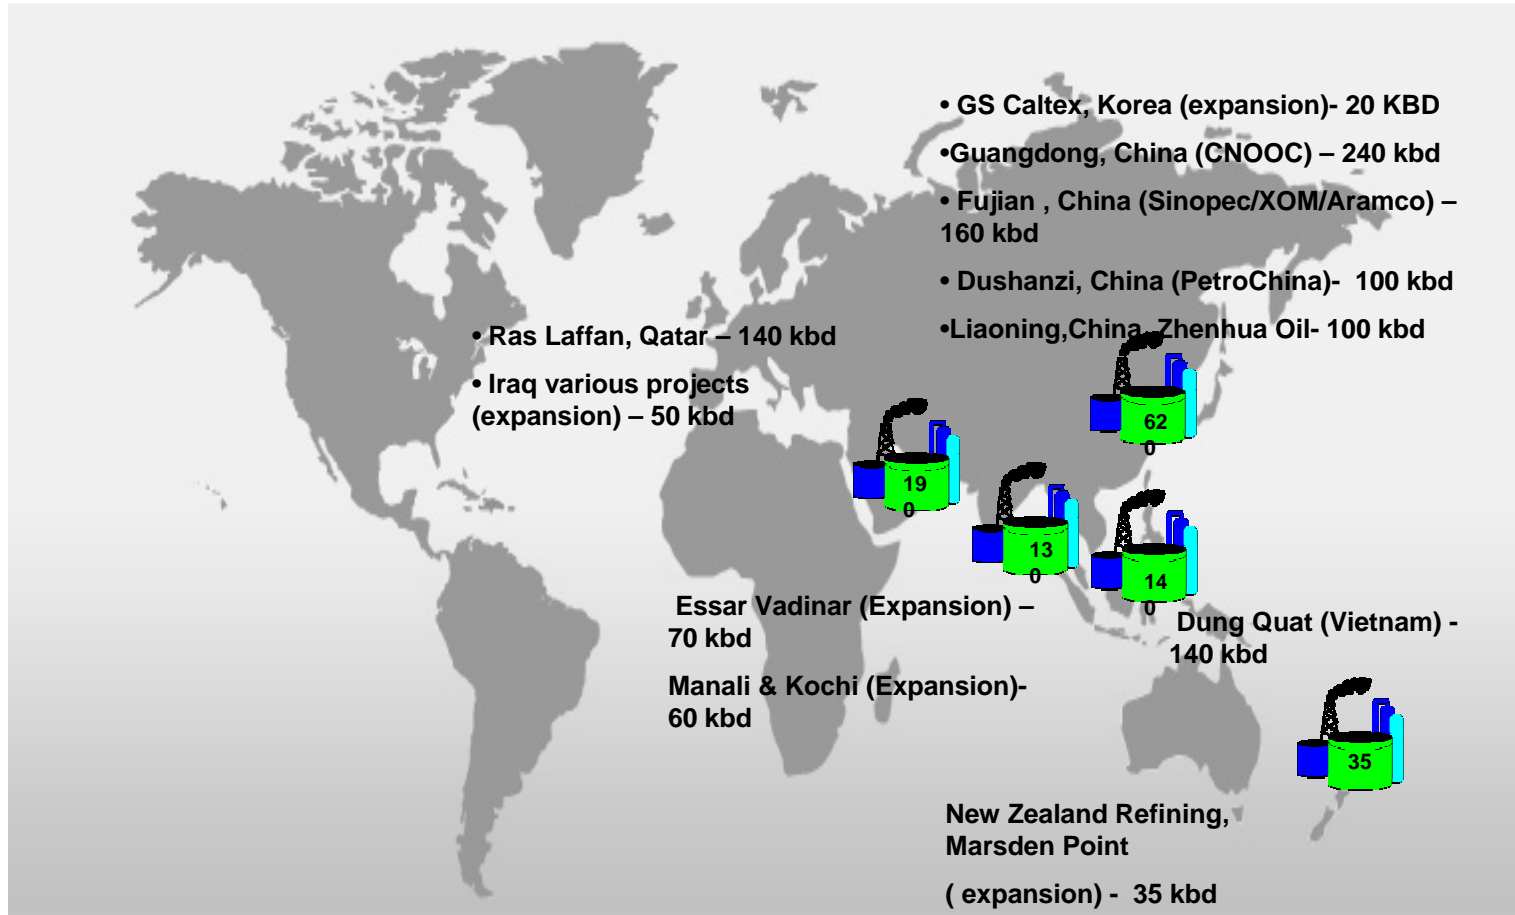 • GS Caltex, Korea (expansion)- 20 KBD
•Guangdong, China (CNOOC) – 240 kbd
• Fujian , China (Sinopec/XOM/Aramco) –
160 kbd
• Dushanzi, China (PetroChina)- 100 kbd
•Liaoning,China, Zhenhua Oil- 100 kbd
• Ras Laffan, Qatar – 140 kbd
• Iraq various projects
(expansion) – 50 kbd
62
0
19
0
13
0
14
0
Essar Vadinar (Expansion) –
70 kbd
Manali & Kochi (Expansion)-
60 kbd
Dung Quat (Vietnam) -
140 kbd
35
New Zealand Refining,
Marsden Point
( expansion) - 35 kbd